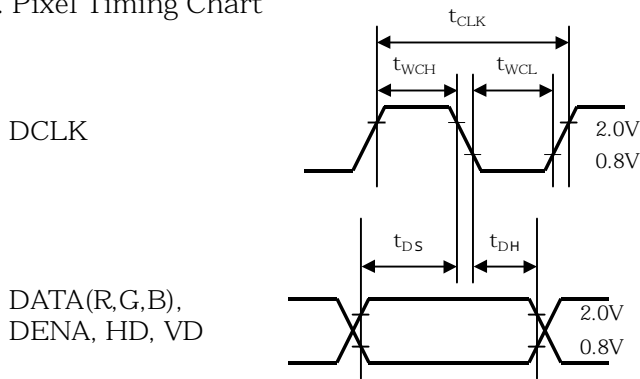 . Pixel Timing Chart
tCLK
tWCH
tWCL
DCLK
2.0V
0.8V
tDS
tDH
DATA(R,G,B),
DENA, HD, VD
2.0V
0.8V